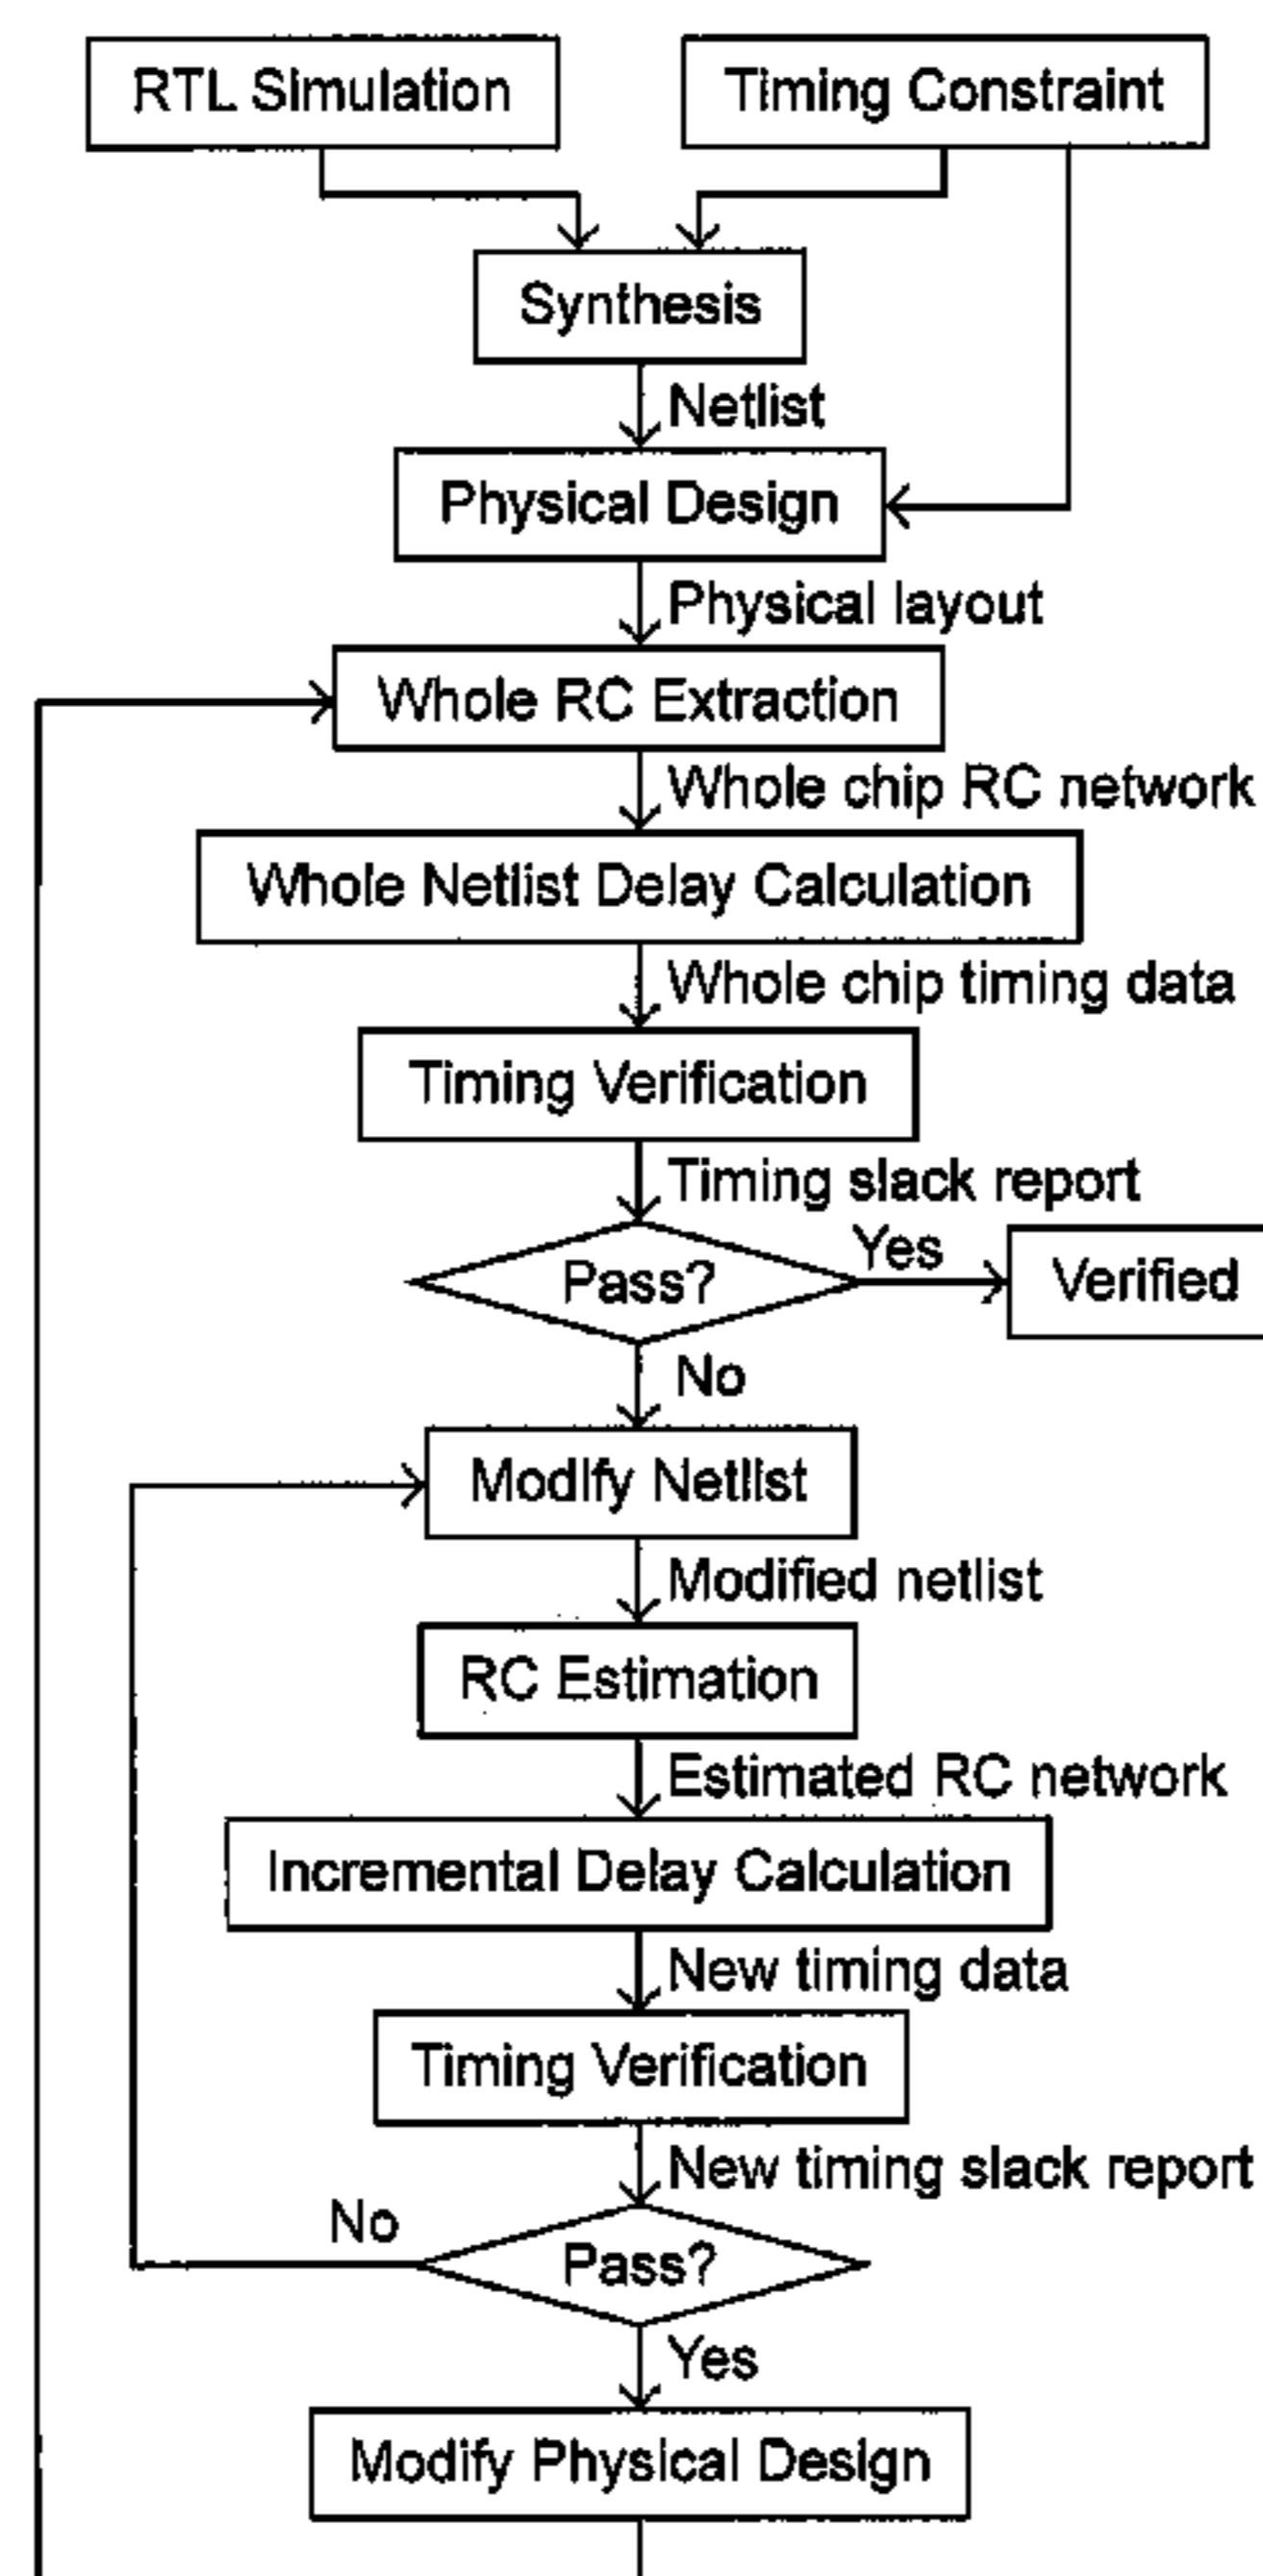 RTL Simulation
Timing Constraint
Synthesis
Netlist
Physical Design
Physical layout
Whole RC Extraction
Whole chip RC network
Whole Netlist Delay Calculation
Whole chip timing data
Timing Verification
Timing slack report
Pass?
Yes
Verified
No
Modify Netlist
Modified netlist
RC Estimation
Estimated RC network
Incremental Delay Calculation
New timing data
Timing Verification
New timing slack report
No
Pass?
Yes
Modify Physical Design